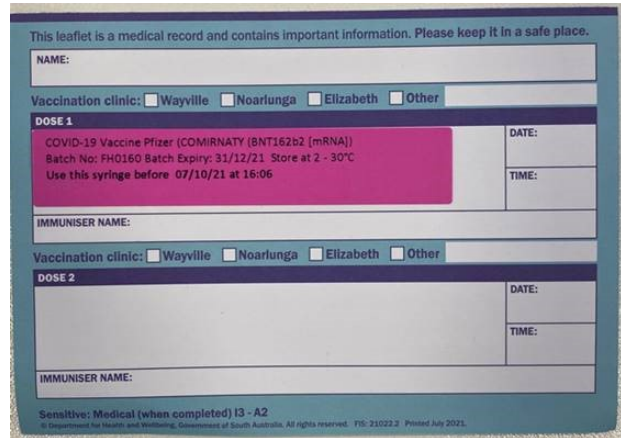 This leaflet is a medical record and contains important information. Please keep it in a safe place.
NAME:
Vaccination clinic: Wayville Noarlunga Elizabeth Other
DOSE 1
COVID-19 Vaccine Pfizer (COMIRNATY (BNT162b2 [mRNA])
Batch No: FH0160 Batch Expiry: 31/12/21 Store at 2 - 30°C
Use this syringe before 07/10/21 at 16:06
DATE:
TIME:
IMMUNISER NAME:
Vaccination clinic: Wayville Noarlunga Elizabeth Other
DOSE 2
DATE:
TIME:
IMMUNISER NAME:
Sensitive: Medical (when completed) I3 - A2
© Department for Health and Wellbeing, Government of South Australia. All rights reserved. FIS: 21022.2 Printed July 2021.